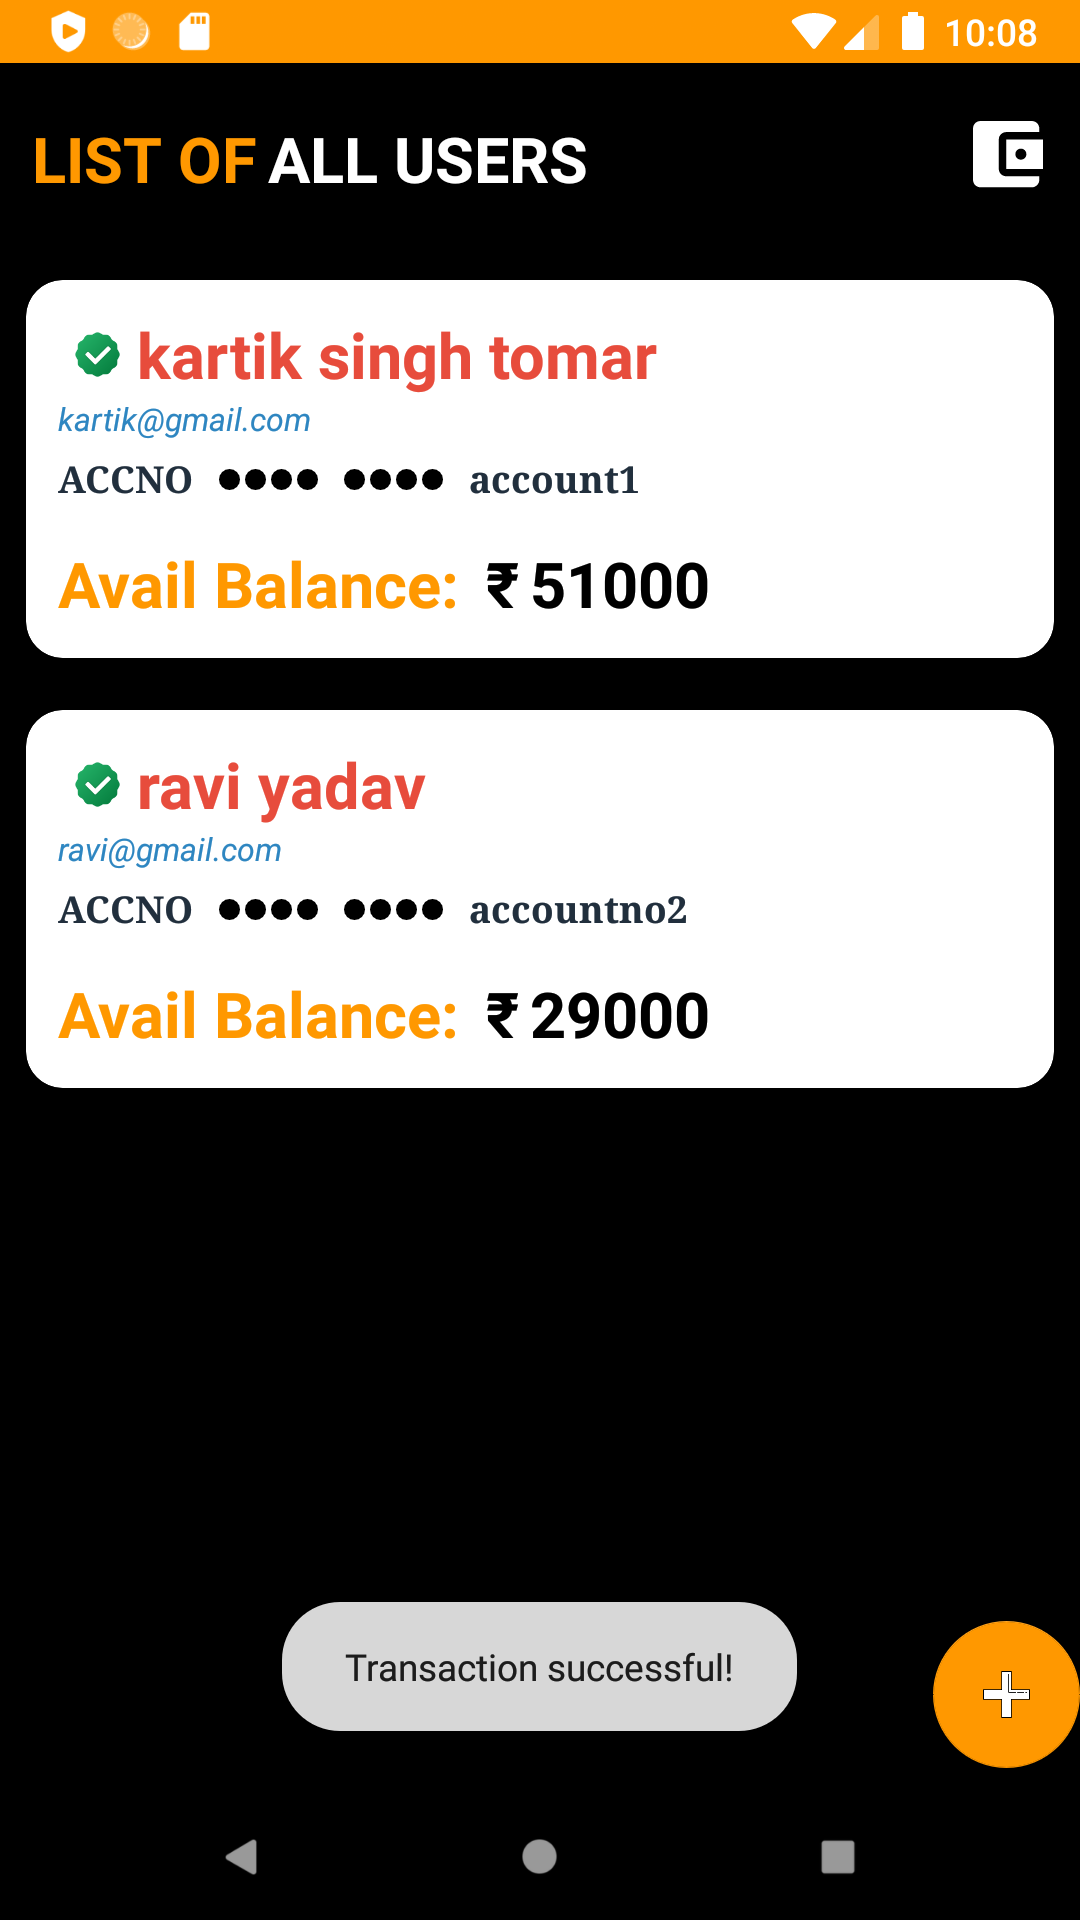 10:08
LIST OF ALL USERS
kartik singh tomar
kartik@gmail.com
ACCNO ●●●● ●●●● account1
Avail Balance: ₹ 51000
ravi yadav
ravi@gmail.com
ACCNO ●●●● ●●●● accountno2
Avail Balance: ₹ 29000
Transaction successful!